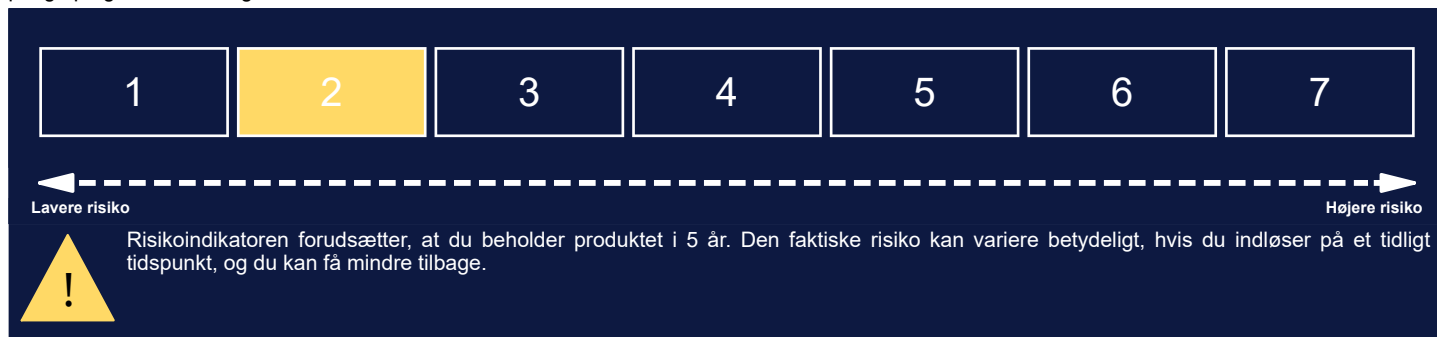 1 2 3 4 5 6 7
Lavere risiko Højere risiko
Risikoindikatoren forudsætter, at du beholder produktet i 5 år. Den faktiske risiko kan variere betydeligt, hvis du indløser på et tidligt
tidspunkt, og du kan få mindre tilbage.
!